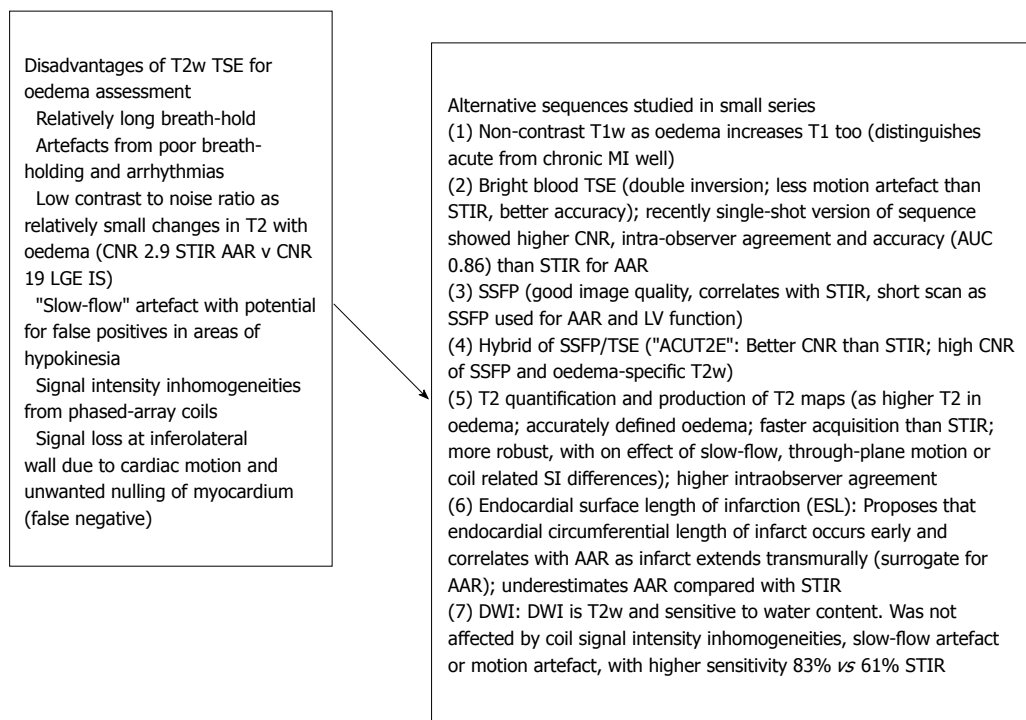 Disadvantages of T2w TSE for
oedema assessment
Relatively long breath-hold
Artefacts from poor breath-
holding and arrhythmias
Low contrast to noise ratio as
relatively small changes in T2 with
oedema (CNR 2.9 STIR AAR v CNR
19 LGE IS)
"Slow-flow" artefact with potential
for false positives in areas of
hypokinesia
Signal intensity inhomogeneities
from phased-array coils
Signal loss at inferolateral
wall due to cardiac motion and
unwanted nulling of myocardium
(false negative)
Alternative sequences studied in small series
(1) Non-contrast T1w as oedema increases T1 too (distinguishes
acute from chronic MI well)
(2) Bright blood TSE (double inversion; less motion artefact than
STIR, better accuracy); recently single-shot version of sequence
showed higher CNR, intra-observer agreement and accuracy (AUC
0.86) than STIR for AAR
(3) SSFP (good image quality, correlates with STIR, short scan as
SSFP used for AAR and LV function)
(4) Hybrid of SSFP/TSE ("ACUT2E": Better CNR than STIR; high CNR
of SSFP and oedema-specific T2w)
(5) T2 quantification and production of T2 maps (as higher T2 in
oedema; accurately defined oedema; faster acquisition than STIR;
more robust, with on effect of slow-flow, through-plane motion or
coil related SI differences); higher intraobserver agreement
(6) Endocardial surface length of infarction (ESL): Proposes that
endocardial circumferential length of infarct occurs early and
correlates with AAR as infarct extends transmurally (surrogate for
AAR); underestimates AAR compared with STIR
(7) DWI: DWI is T2w and sensitive to water content. Was not
affected by coil signal intensity inhomogeneities, slow-flow artefact
or motion artefact, with higher sensitivity 83% vs 61% STIR